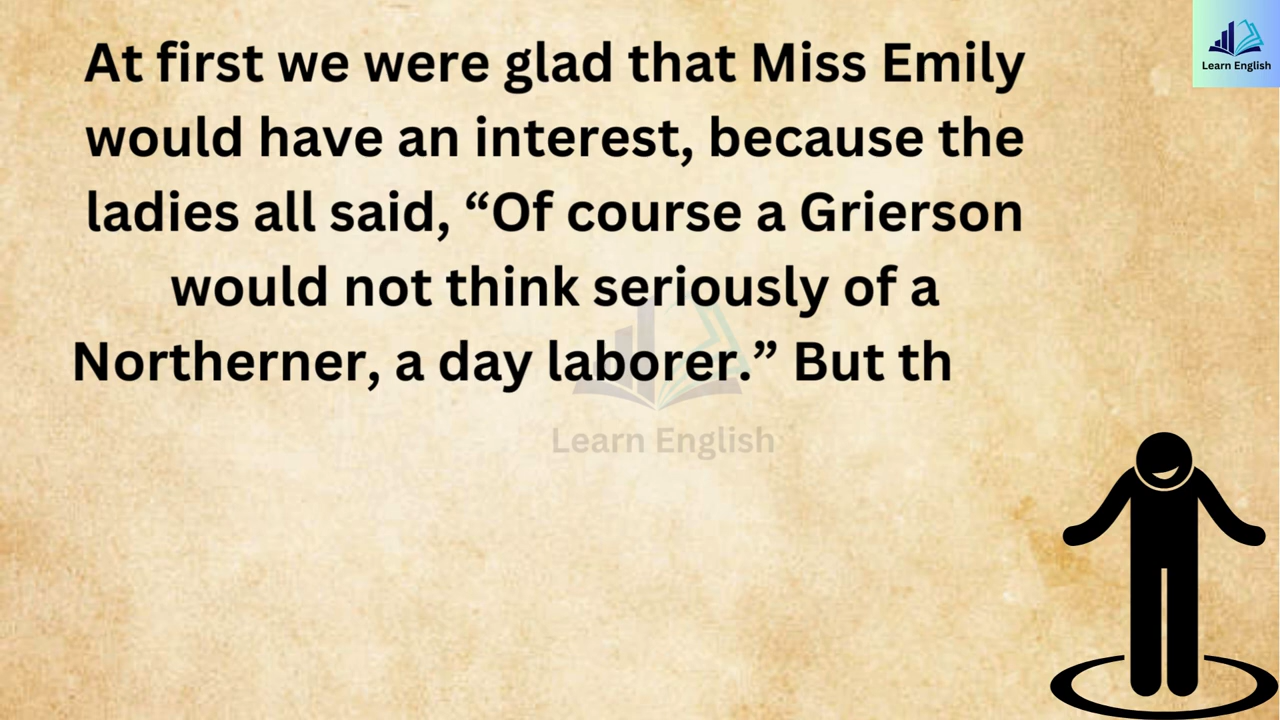 Learn English
At first we were glad that Miss Emily
would have an interest, because the
ladies all said, “Of course a Grierson
would not think seriously of a
Northerner, a day laborer.” But th
Learn English